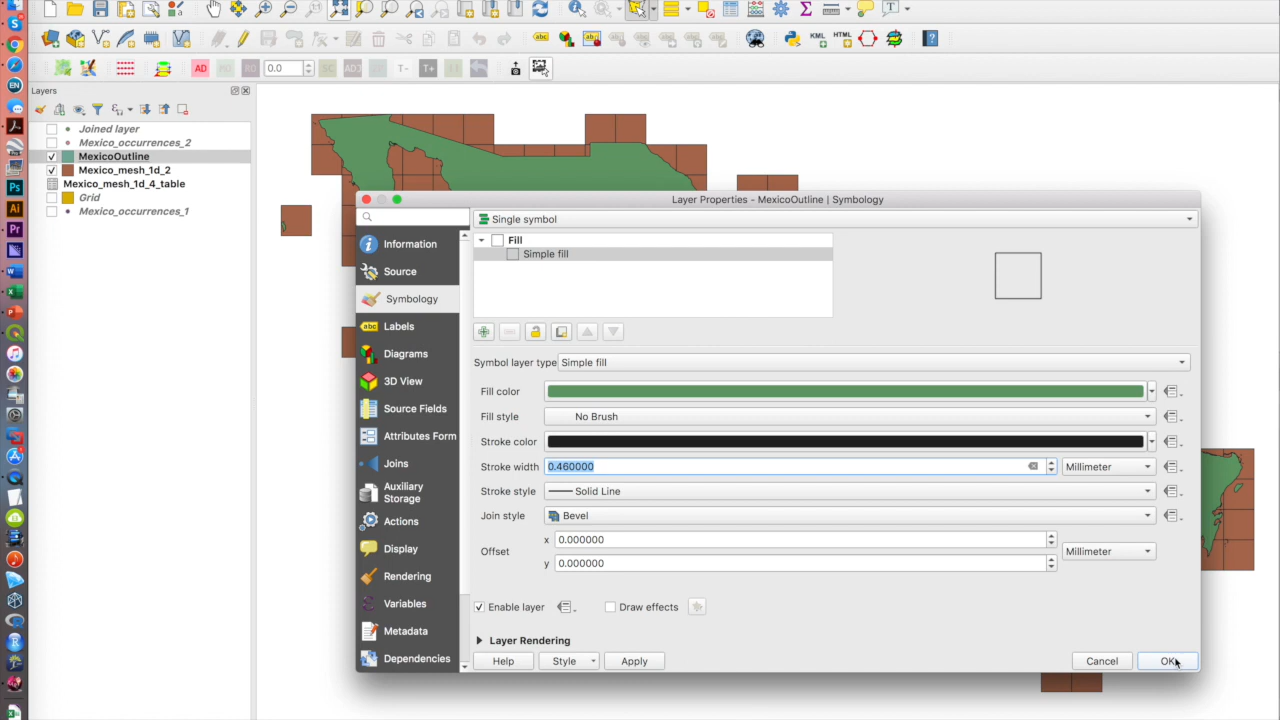 AD
0.0
T-
T+
KML
HTML
Layers
Joined layer
Mexico_occurrences_2
MexicoOutline
Mexico_mesh_1d_2
Mexico_mesh_1d_4_table
Grid
Mexico_occurrences_1
Layer Properties - MexicoOutline | Symbology
Information
Source
Symbology
Labels
Diagrams
3D View
Source Fields
Attributes Form
Joins
Auxiliary
Storage
Actions
Display
Rendering
Variables
Metadata
Dependencies
Single symbol
Fill
Simple fill
Symbol layer type Simple fill
Fill color
Fill style No Brush
Stroke color
Stroke width 0.460000 Millimeter
Stroke style Solid Line
Join style Bevel
Offset x 0.000000 Millimeter
y 0.000000
Enable layer Draw effects
Layer Rendering
Help Style Apply Cancel OK